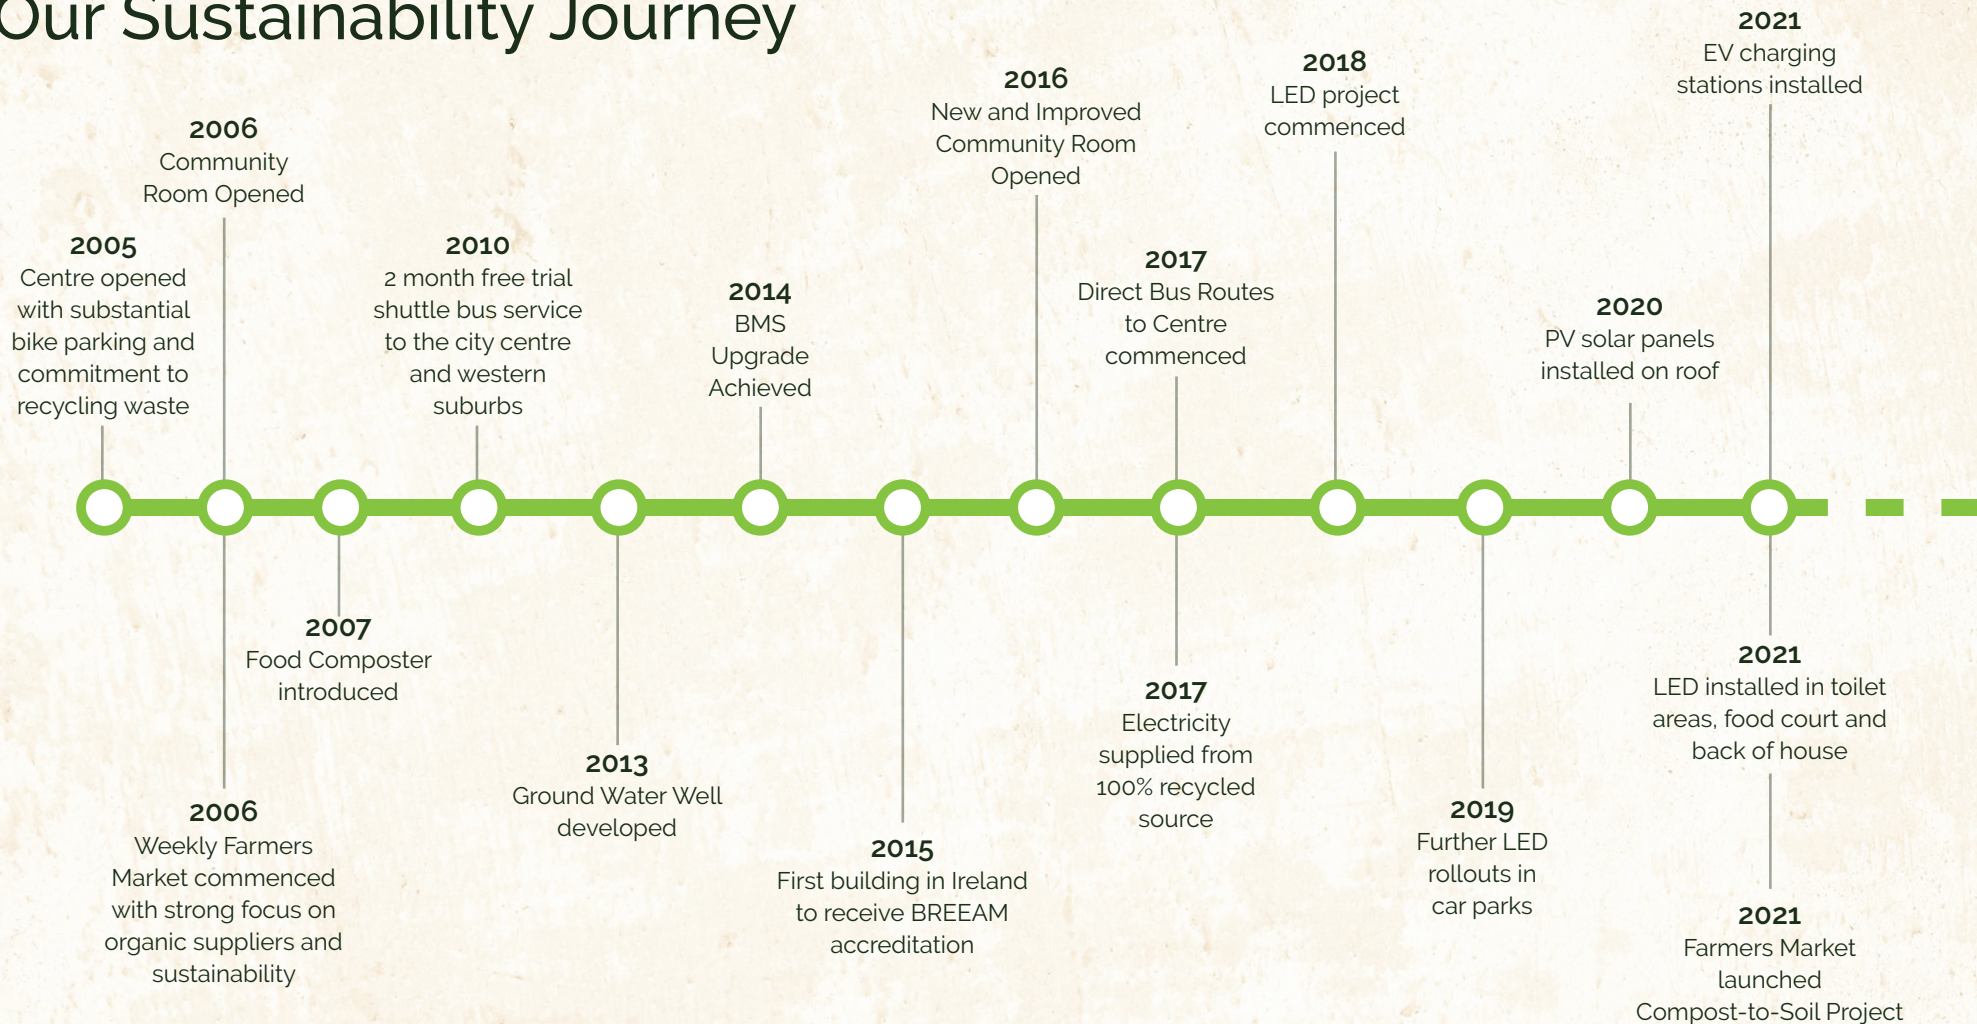 Our Sustainability Journey
2005
Centre opened
with substantial
bike parking and
commitment to
recycling waste
2006
Community
Room Opened
2006
Weekly Farmers
Market commenced
with strong focus on
organic suppliers and
sustainability
2007
Food Composter
introduced
2010
2 month free trial
shuttle bus service
to the city centre
and western
suburbs
2013
Ground Water Well
developed
2014
BMS
Upgrade
Achieved
2015
First building in Ireland
to receive BREEAM
accreditation
2016
New and Improved
Community Room
Opened
2017
Direct Bus Routes
to Centre
commenced
2017
Electricity
supplied from
100% recycled
source
2018
LED project
commenced
2019
Further LED
rollouts in
car parks
2020
PV solar panels
installed on roof
2021
EV charging
stations installed
2021
LED installed in toilet
areas, food court and
back of house
2021
Farmers Market
launched
Compost-to-Soil Project